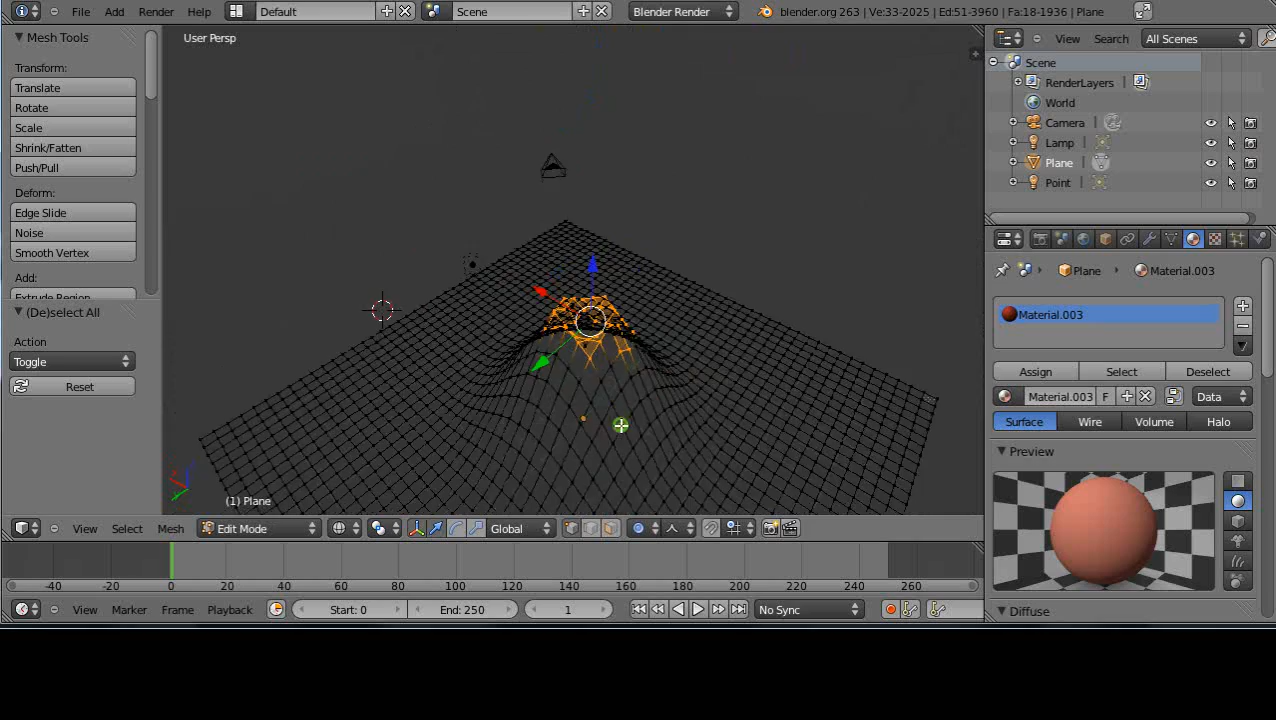 File Add Render Help Default Scene Blender Render blender.org 263 | Ve:33-2025 | Ed:51-3960 | Fa:18-1936 | Plane
Mesh Tools
Transform:
Translate
Rotate
Scale
Shrink/Fatten
Push/Pull
Deform:
Edge Slide
Noise
Smooth Vertex
Add:
Extrude Region
(De)select All
Action
Toggle
Reset
User Persp
(1) Plane
View Select Mesh Edit Mode Global
-40 -20 0 20 40 60 80 100 120 140 160 180 200 220 240 260
View Marker Frame Playback Start: 0 End: 250 1 No Sync
View Search All Scenes
Scene
RenderLayers
World
Camera
Lamp
Plane
Point
Plane Material.003
Material.003
Assign Select Deselect
Material.003 F Data
Surface Wire Volume Halo
Preview
Diffuse